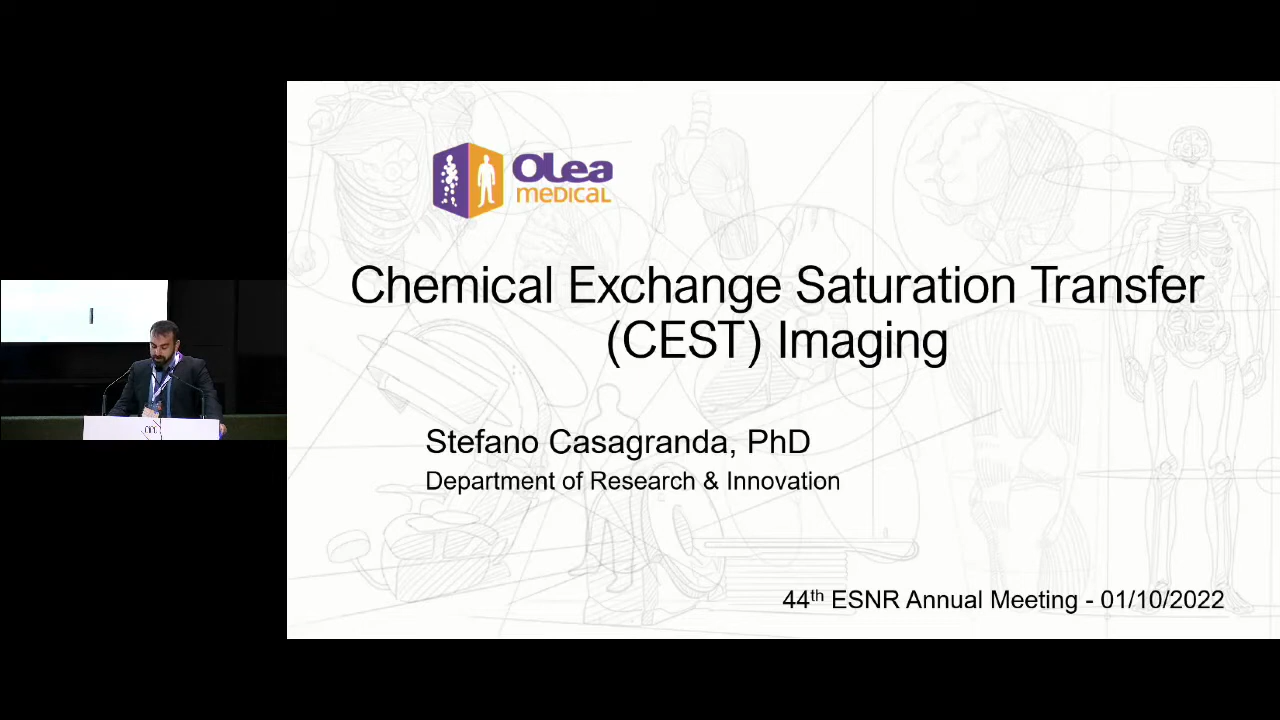 Olea
MEDICAL
Chemical Exchange Saturation Transfer
(CEST) Imaging
Stefano Casagranda, PhD
Department of Research & Innovation
44th ESNR Annual Meeting - 01/10/2022